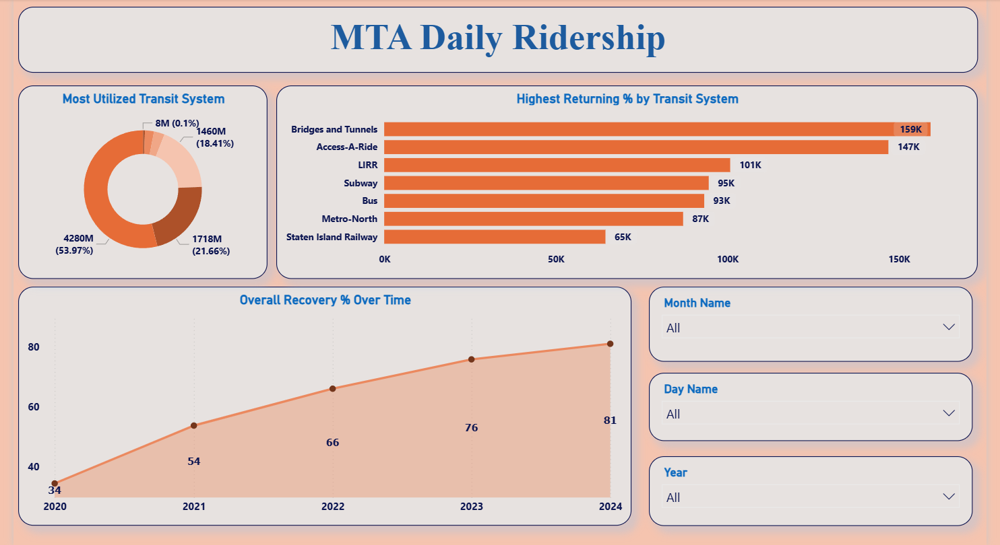 MTA Daily Ridership
Most Utilized Transit System
8M (0.1%)
1460M
(18.41%)
4280M
(53.97%)
1718M
(21.66%)
Highest Returning % by Transit System
Bridges and Tunnels 159K
Access-A-Ride 147K
LIRR 101K
Subway 95K
Bus 93K
Metro-North 87K
Staten Island Railway 65K
0K 50K 100K 150K
Overall Recovery % Over Time
80
60
40
34
54
66
76
81
2020 2021 2022 2023 2024
Month Name
All
Day Name
All
Year
All